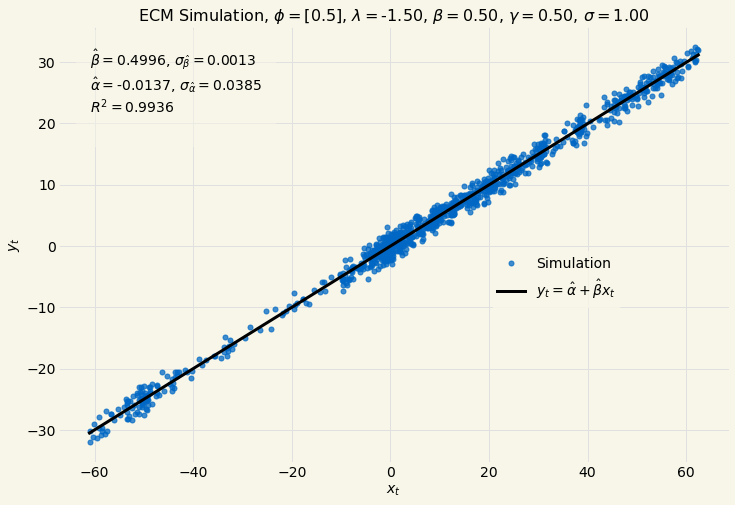 ECM Simulation, ϕ = [0.5], λ = -1.50, β = 0.50, γ = 0.50, σ = 1.00
β̂ = 0.4996, σ_β̂ = 0.0013
α̂ = -0.0137, σ_α̂ = 0.0385
R² = 0.9936
30
20
10
0
−10
−20
−30
y_t
Simulation
y_t = α̂ + β̂x_t
−60 −40 −20 0 20 40 60
x_t